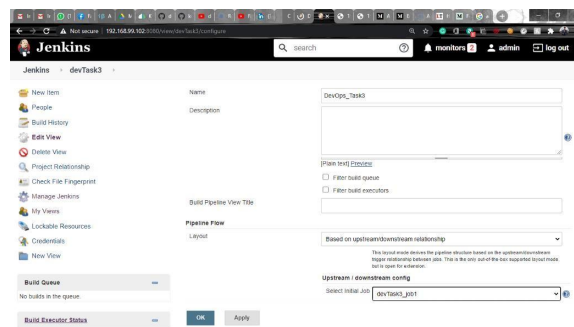 Not secure | 192.168.99.102:8080/view/devTask3/configure
Jenkins
search
monitors 2
admin
log out
Jenkins
devTask3
New Item
People
Build History
Edit View
Delete View
Project Relationship
Check File Fingerprint
Manage Jenkins
My Views
Lockable Resources
Credentials
New View
Build Queue
No builds in the queue.
Build Executor Status
Name
DevOps_Task3
Description
[Plain text] Preview
Filter build queue
Filter build executors
Build Pipeline View Title
Pipeline Flow
Layout
Based on upstream/downstream relationship
This layout mode derives the pipeline structure based on the upstream/downstream
trigger relationship between jobs. This is the only out-of-the-box supported layout mode,
but is open for extension.
Upstream / downstream config
Select Initial Job
devTask3_job1
OK
Apply